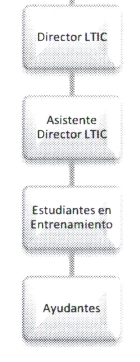 Director LTIC
Asistente
Director LTIC
Estudiantes en
Entrenamiento
Ayudantes